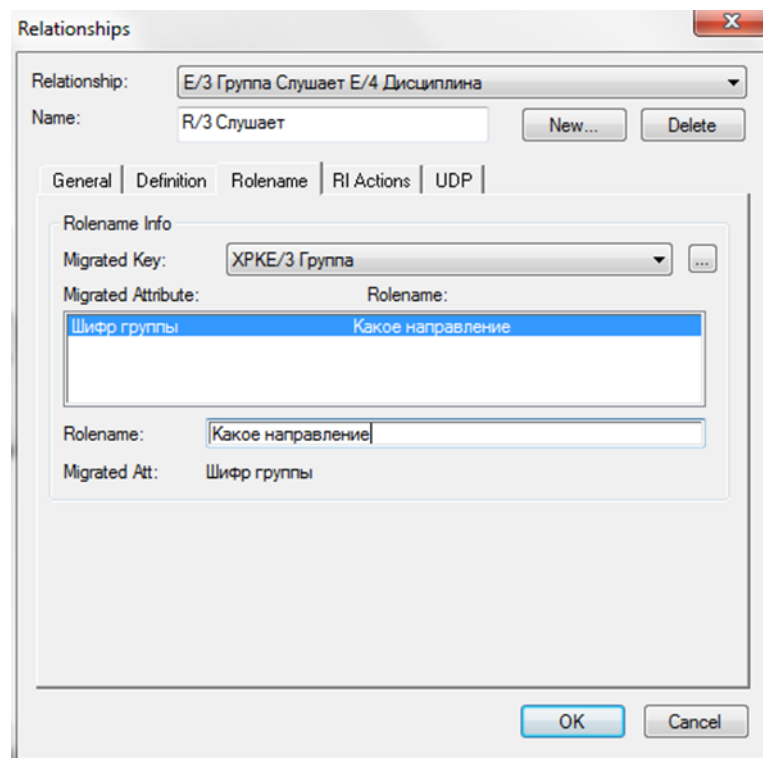 Relationships
Relationship: E/3 Группа Слушает E/4 Дисциплина
Name: R/3 Слушает New... Delete
General Definition Rolename RI Actions UDP
Rolename Info
Migrated Key: XPKE/3 Группа ...
Migrated Attribute: Rolename:
Шифр группы Какое направление
Rolename: Какое направление
Migrated Att: Шифр группы
OK Cancel